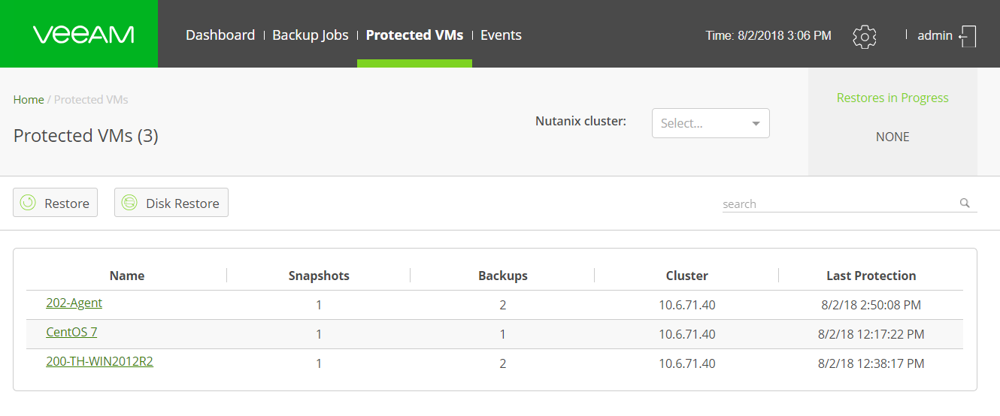 veeAM Dashboard Backup Jobs Protected VMs Events Time: 8/2/2018 3:06 PM admin
Home / Protected VMs
Protected VMs (3)
Nutanix cluster: Select...
Restores in Progress
NONE
Restore Disk Restore search
Name Snapshots Backups Cluster Last Protection
202-Agent 1 2 10.6.71.40 8/2/18 2:50:08 PM
CentOS 7 1 1 10.6.71.40 8/2/18 12:17:22 PM
200-TH-WIN2012R2 1 2 10.6.71.40 8/2/18 12:38:17 PM